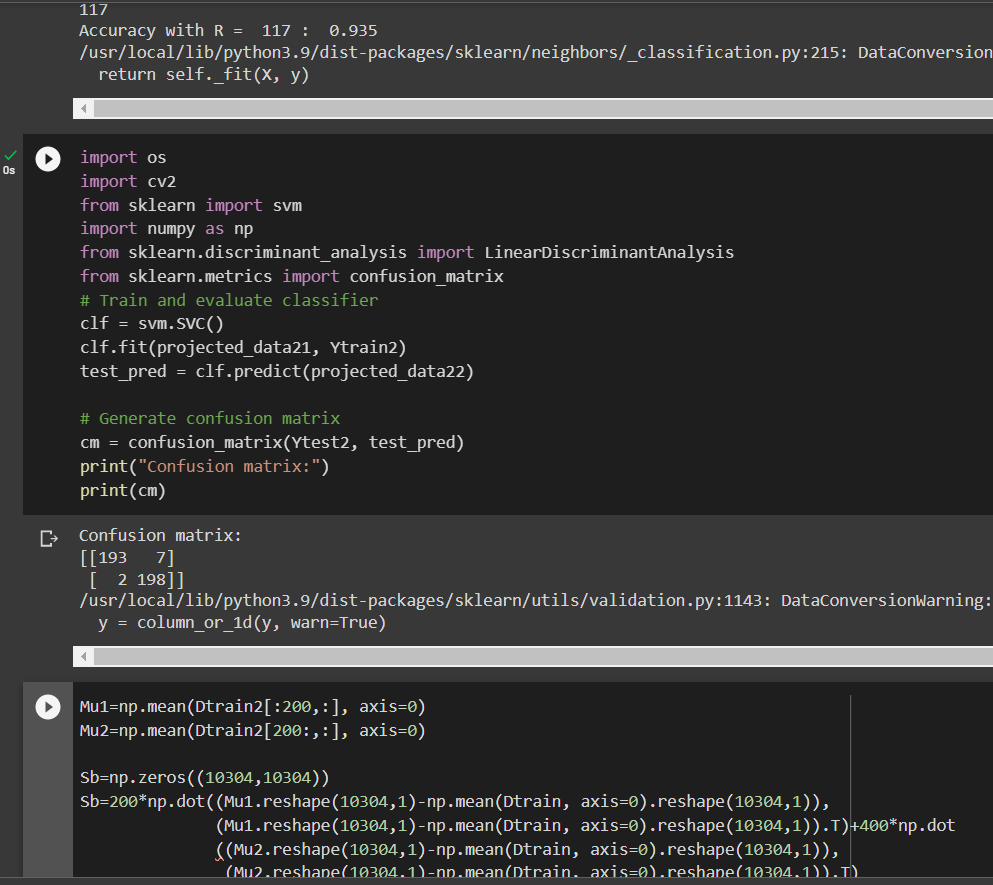 117
Accuracy with R =  117 :  0.935
/usr/local/lib/python3.9/dist-packages/sklearn/neighbors/_classification.py:215: DataConversion
  return self._fit(X, y)
0s
import os
import cv2
from sklearn import svm
import numpy as np
from sklearn.discriminant_analysis import LinearDiscriminantAnalysis
from sklearn.metrics import confusion_matrix
# Train and evaluate classifier
clf = svm.SVC()
clf.fit(projected_data21, Ytrain2)
test_pred = clf.predict(projected_data22)

# Generate confusion matrix
cm = confusion_matrix(Ytest2, test_pred)
print("Confusion matrix:")
print(cm)
Confusion matrix:
[[193   7]
 [  2 198]]
/usr/local/lib/python3.9/dist-packages/sklearn/utils/validation.py:1143: DataConversionWarning:
  y = column_or_1d(y, warn=True)
Mu1=np.mean(Dtrain2[:200,:], axis=0)
Mu2=np.mean(Dtrain2[200:,:], axis=0)

Sb=np.zeros((10304,10304))
Sb=200*np.dot((Mu1.reshape(10304,1)-np.mean(Dtrain, axis=0).reshape(10304,1)),
              (Mu1.reshape(10304,1)-np.mean(Dtrain, axis=0).reshape(10304,1)).T)+400*np.dot
              ((Mu2.reshape(10304,1)-np.mean(Dtrain, axis=0).reshape(10304,1)),
               (Mu2.reshape(10304,1)-np.mean(Dtrain, axis=0).reshape(10304,1)).T)